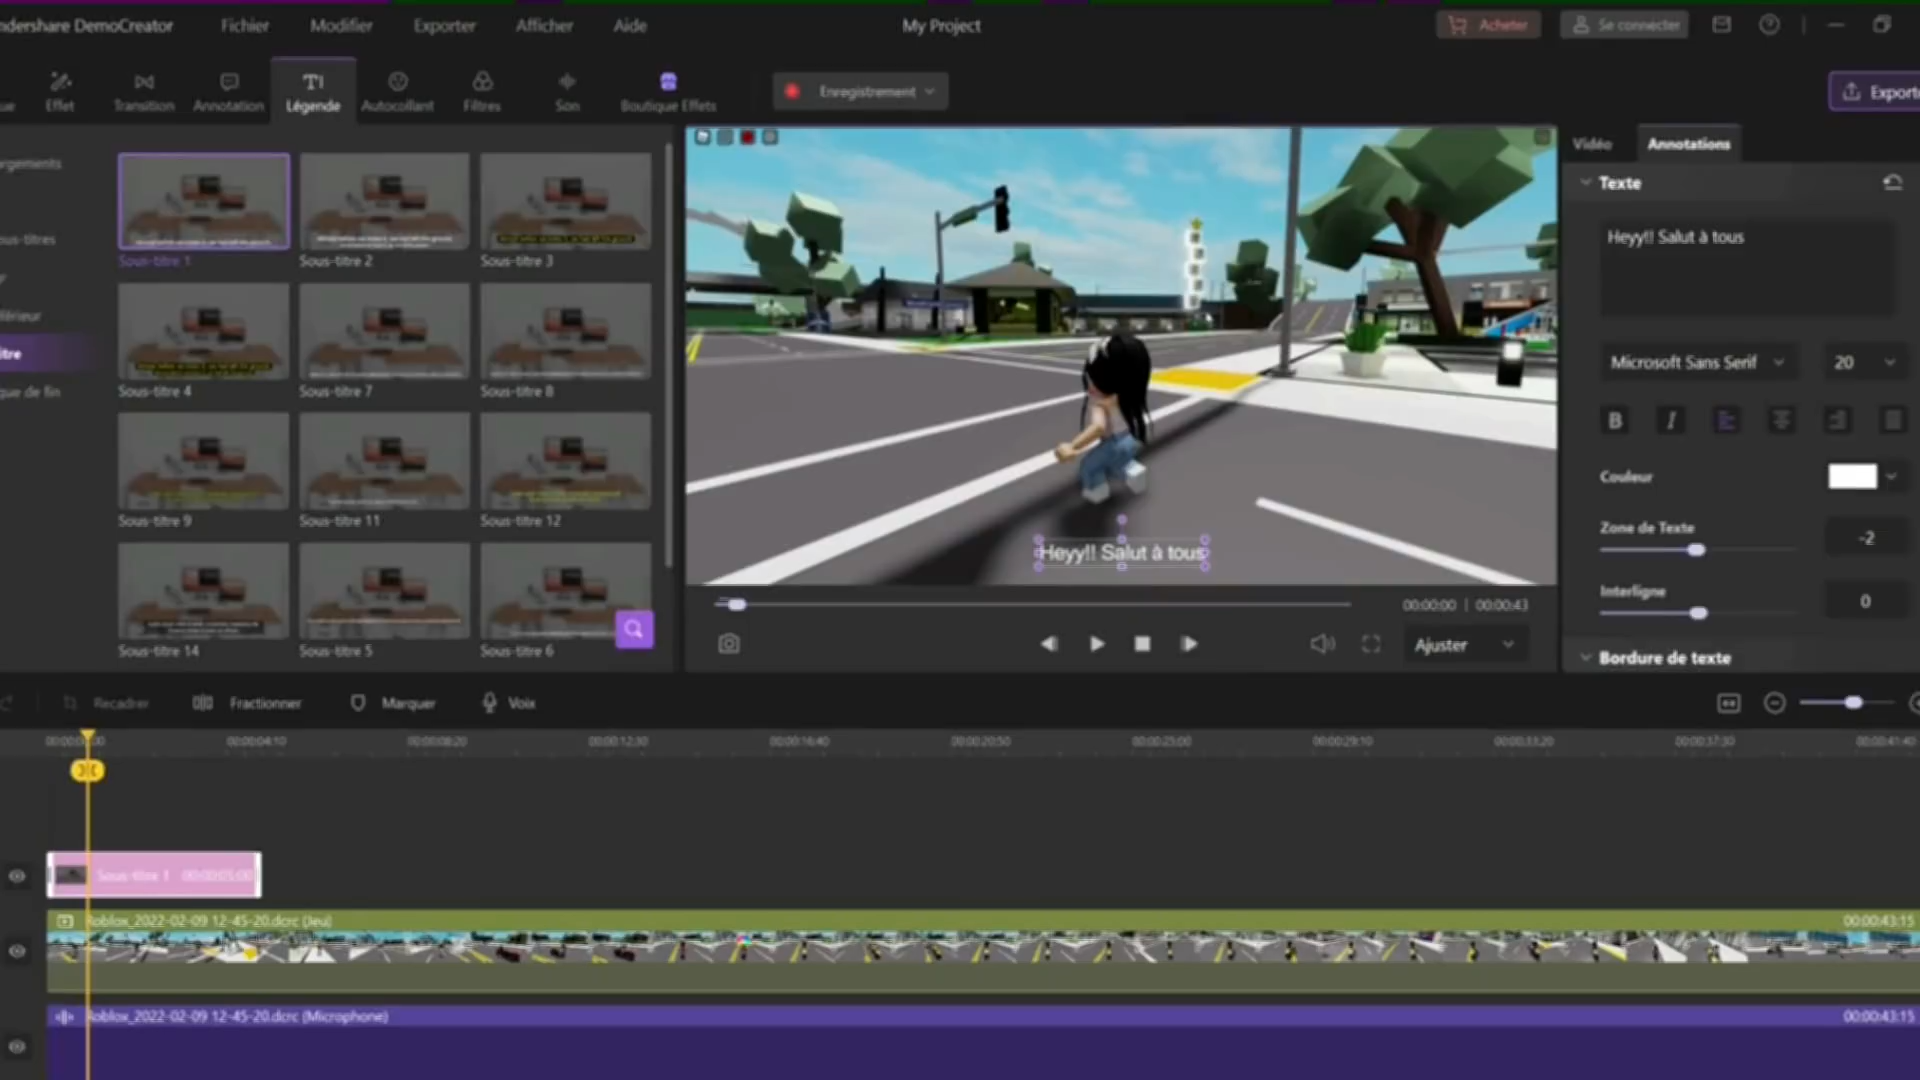 ndershare DemoCreator
Fichier
Modifier
Exporter
Afficher
Aide
My Project
Acheter
Se connecter
ue
Effet
Transition
Annotation
Légende
Autocollant
Filtres
Son
Boutique Effets
Enregistrement
Exporte
argements
ous-titres
férieur
itre
que de fin
Sous-titre 1
Sous-titre 2
Sous-titre 3
Sous-titre 4
Sous-titre 7
Sous-titre 8
Sous-titre 9
Sous-titre 11
Sous-titre 12
Sous-titre 14
Sous-titre 5
Sous-titre 6
Heyy!! Salut à tous
00:00:00 | 00:00:43
Ajuster
Vidéo
Annotations
Texte
Heyy!! Salut à tous
Microsoft Sans Serif
20
B
I
Couleur
Zone de Texte
-2
Interligne
0
Bordure de texte
Recadrer
Fractionner
Marquer
Voix
00:00:04:10
00:00:08:20
00:00:12:30
00:00:16:40
00:00:20:50
00:00:25:00
00:00:29:10
00:00:33:20
00:00:37:30
00:00:41:40
Sous-titre 1
00:00:05:00
Roblox_2022-02-09 12-45-20.dcrc (Jeu)
00:00:43:15
Roblox_2022-02-09 12-45-20.dcrc (Microphone)
00:00:43:15